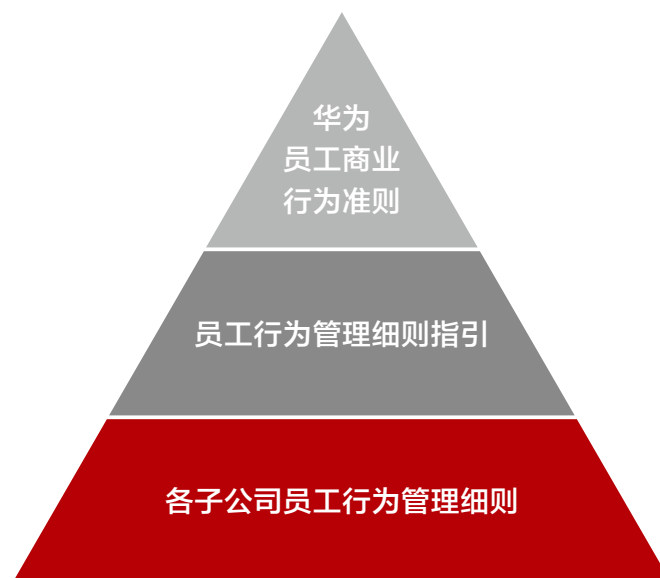 华为
员工商业
行为准则
员工行为管理细则指引
各子公司员工行为管理细则